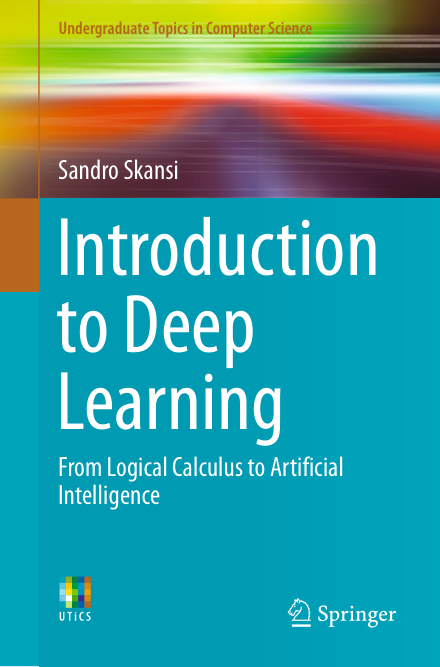 Undergraduate Topics in Computer Science
Sandro Skansi
Introduction
to Deep
Learning
From Logical Calculus to Artificial
Intelligence
UTiCS
Springer